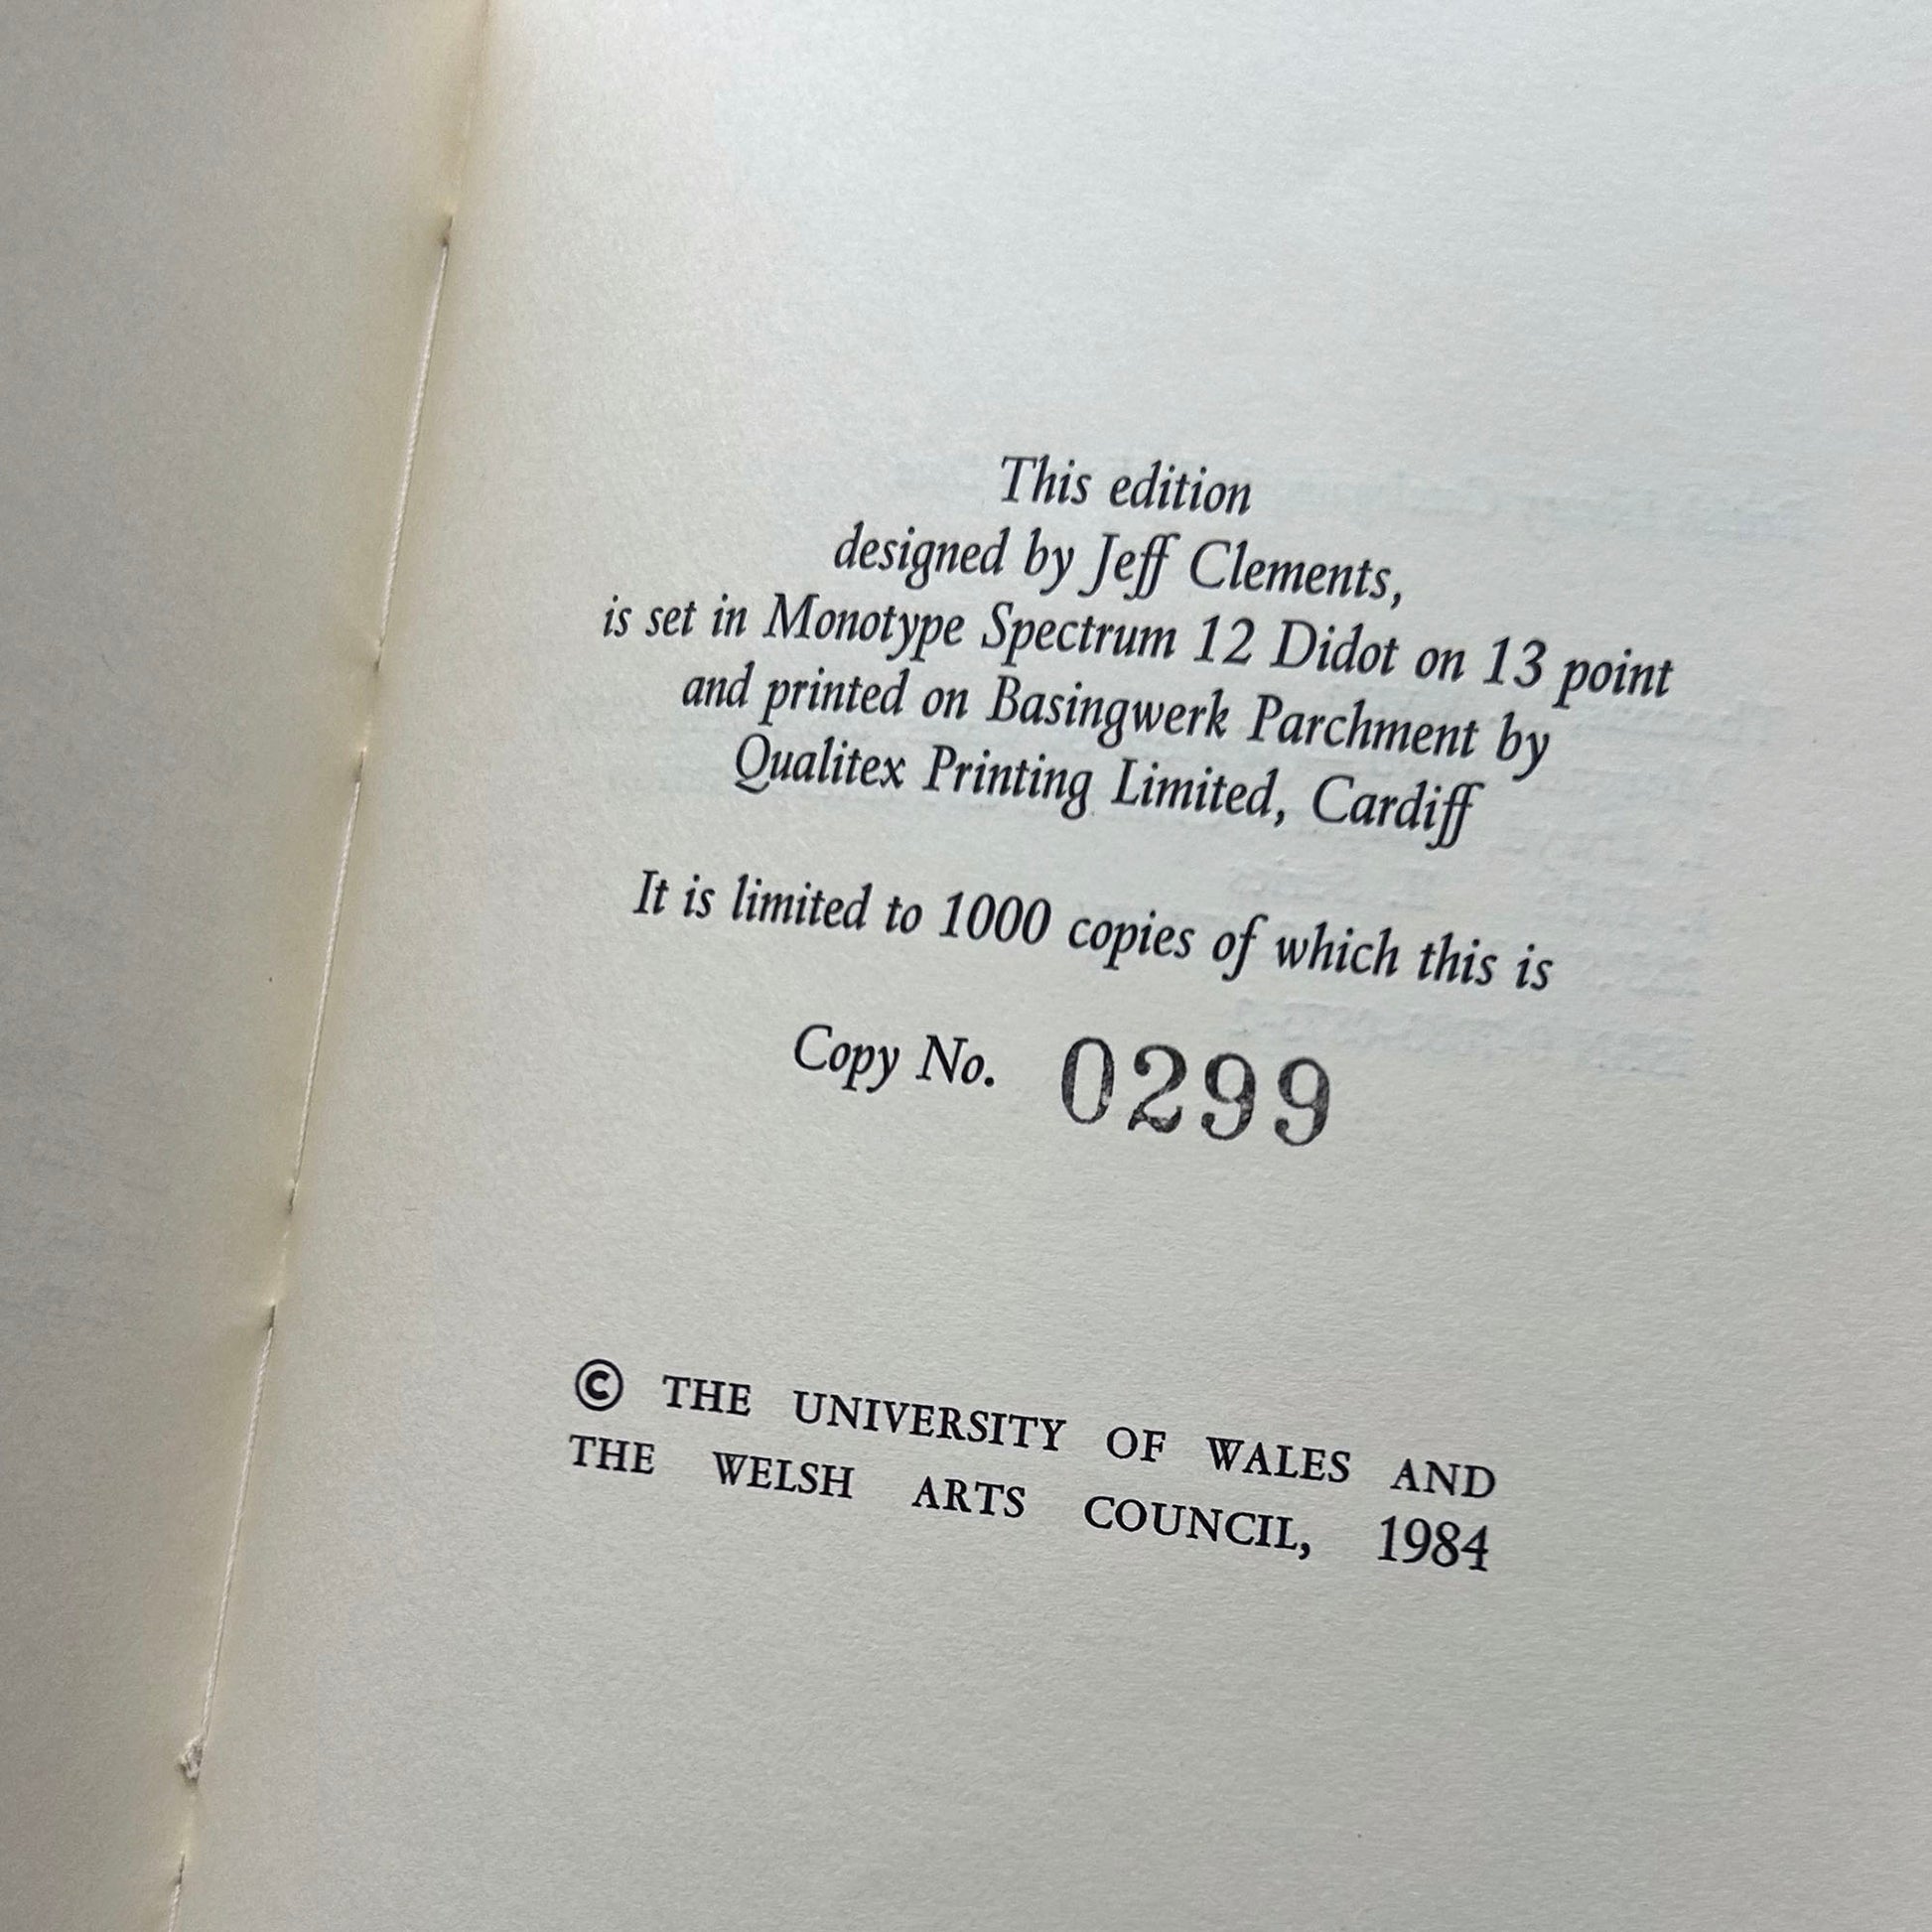 This edition
designed by Jeff Clements,
is set in Monotype Spectrum 12 Didot on 13 point
and printed on Basingwerk Parchment by
Qualitex Printing Limited, Cardiff
It is limited to 1000 copies of which this is
Copy No. 0299
© THE UNIVERSITY OF WALES AND
THE WELSH ARTS COUNCIL, 1984